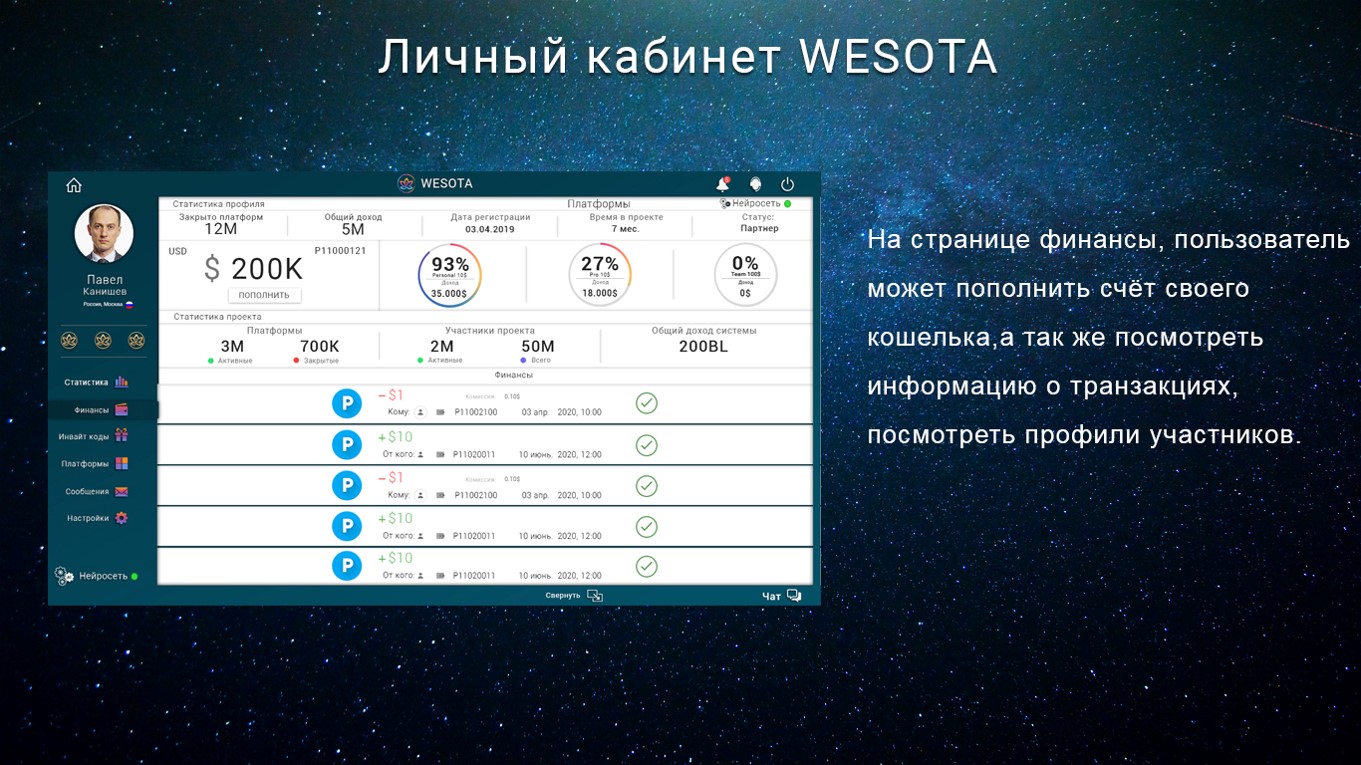 Личный кабинет WESOTA
WESOTA
Статистика профиля Платформы Нейросеть
Закрыто платформ Общий доход Дата регистрации Время в проекте Статус:
12M 5M 03.04.2019 7 мес. Партнер
USD P11000121
$ 200K
ПОПОЛНИТЬ
93% 27% 0%
Personal 10$ Pro 10$ Team 100$
Доход Доход Доход
35.000$ 18.000$ 0$
Павел
Канищев
Россия, Москва
Статистика проекта
Платформы Участники проекта Общий доход системы
3M 700K 2M 50M 200BL
Активные Закрытые Активные Всего
Финансы
Статистика
Финансы
Инвайт коды
Платформы
Сообщения
Настройки
Нейросеть
P –$1 Комиссия 0.10$
Кому: P11002100 03 апр. 2020, 10:00
P +$10
От кого: P11020011 10 июнь. 2020, 12:00
P –$1 Комиссия 0.10$
Кому: P11002100 03 апр. 2020, 10:00
P +$10
От кого: P11020011 10 июнь. 2020, 12:00
P +$10
От кого: P11020011 10 июнь. 2020, 12:00
Свернуть Чат
На странице финансы, пользователь
может пополнить счёт своего
кошелька,а так же посмотреть
информацию о транзакциях,
посмотреть профили участников.